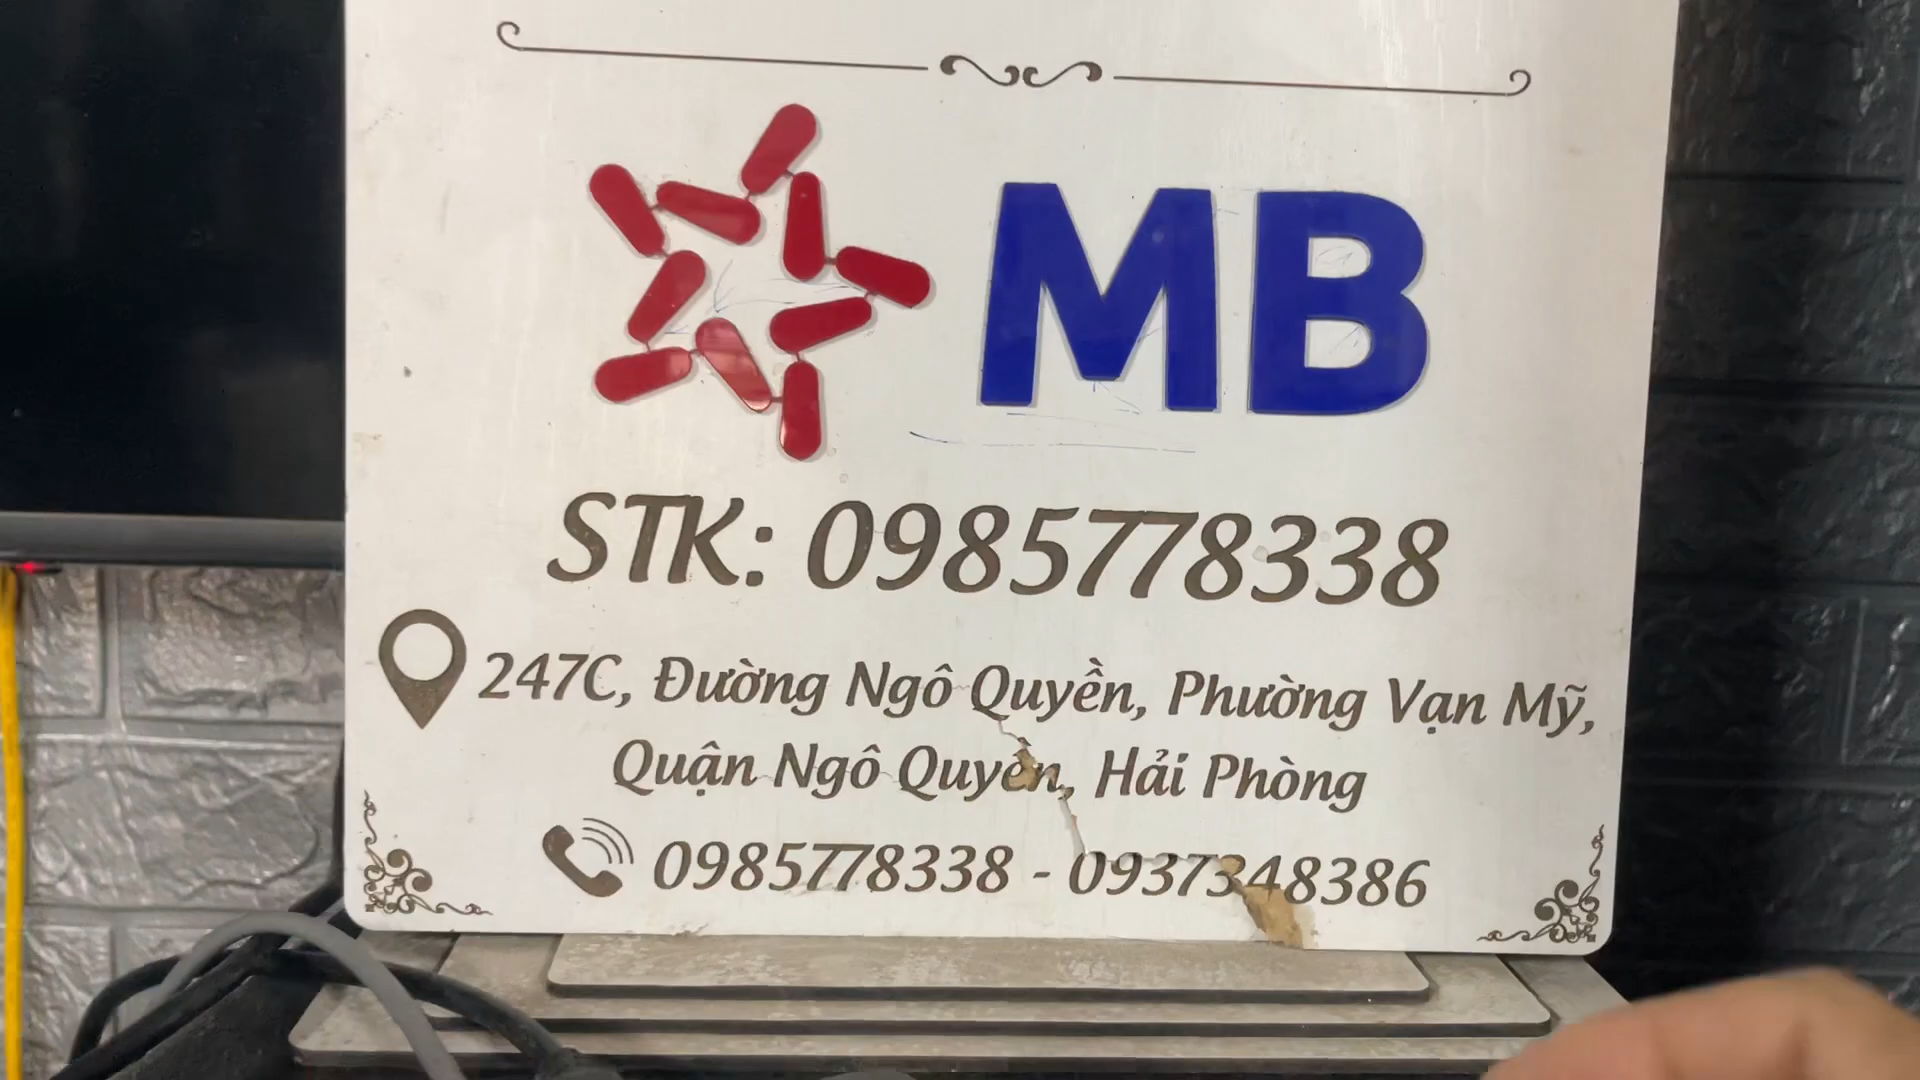 MB
STK: 0985778338
247C, Đường Ngô Quyền, Phường Vạn Mỹ,
Quận Ngô Quyền, Hải Phòng
0985778338 - 0937348386